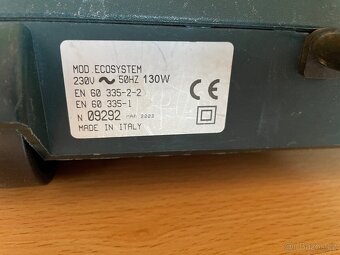 MOD.ECOSYSTEM
230V ~ 50HZ 130W
EN 60 335-2-2
EN 60 335-1
N 09292
MADE IN ITALY
CE